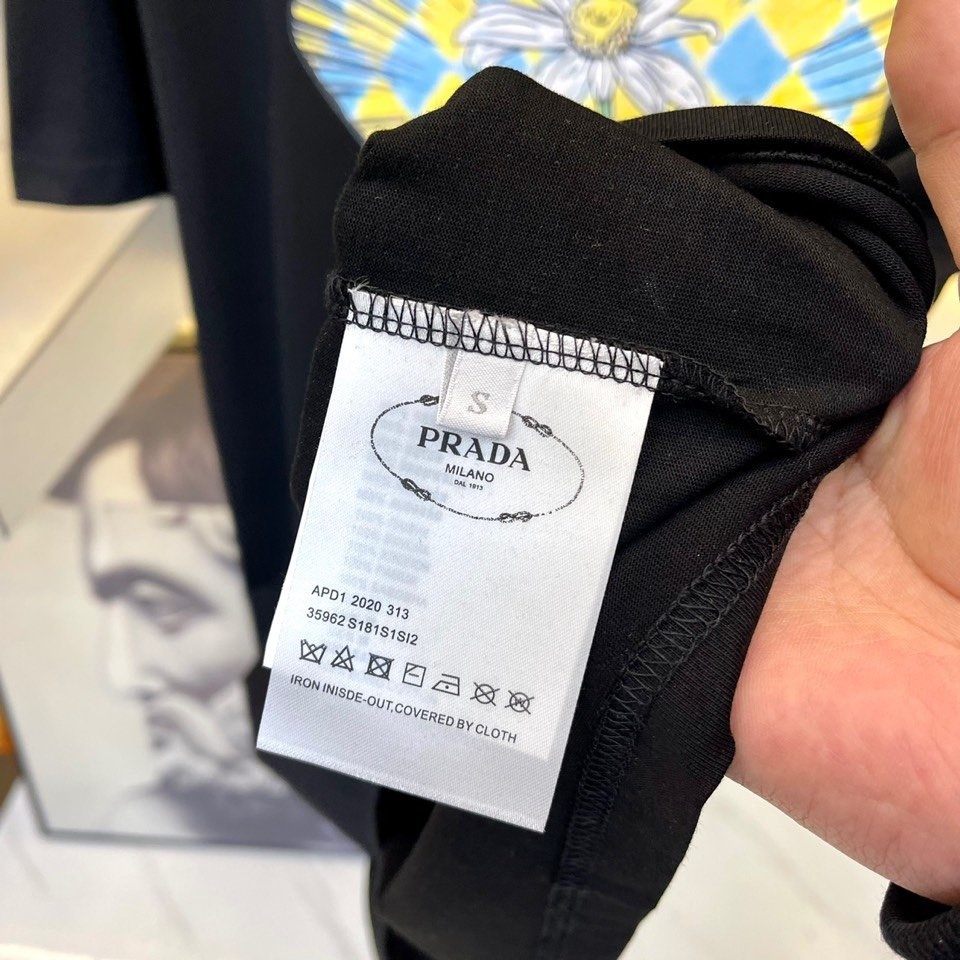 S
PRADA
MILANO
DAL 1913
APD1 2020 313
35962 S181S1SI2
IRON INISDE-OUT,COVERED BY CLOTH